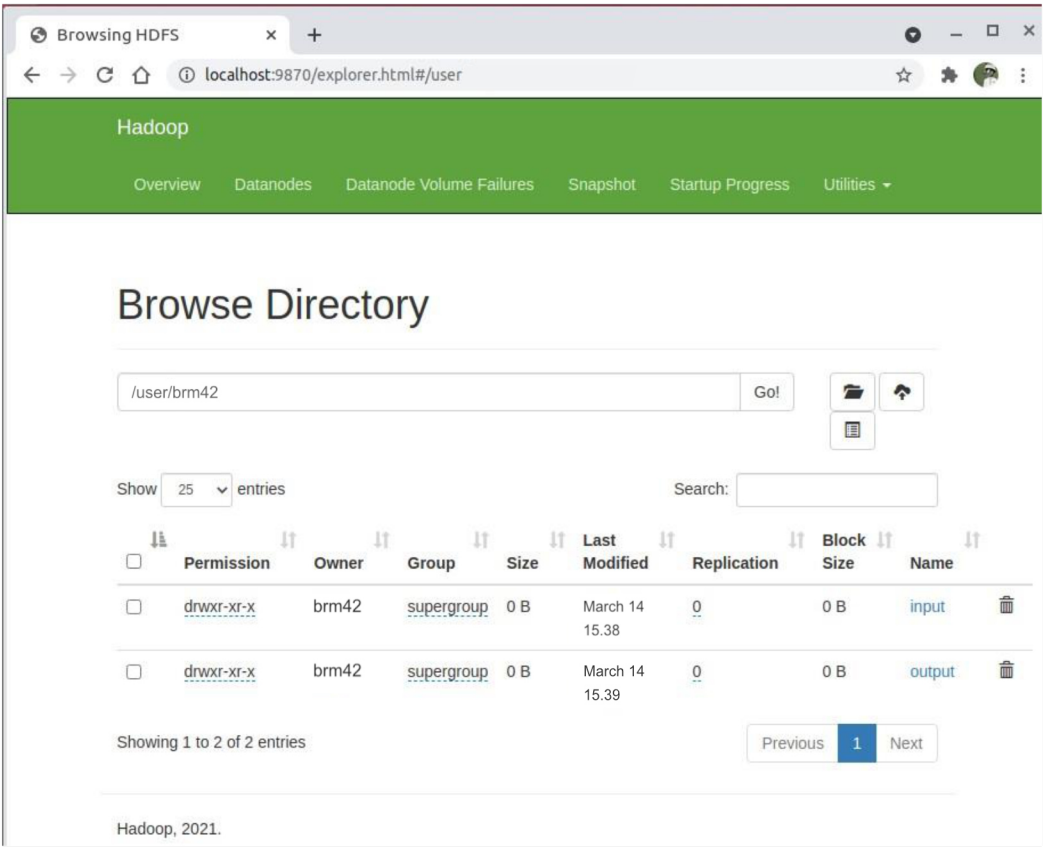 Browsing HDFS
localhost:9870/explorer.html#/user
Hadoop
Overview Datanodes Datanode Volume Failures Snapshot Startup Progress Utilities
Browse Directory
/user/brm42 Go!
Show 25 entries Search:
Permission Owner Group Size Last Modified Replication Block Size Name
drwxr-xr-x brm42 supergroup 0 B March 14 15.38 0 0 B input
drwxr-xr-x brm42 supergroup 0 B March 14 15.39 0 0 B output
Showing 1 to 2 of 2 entries Previous 1 Next
Hadoop, 2021.